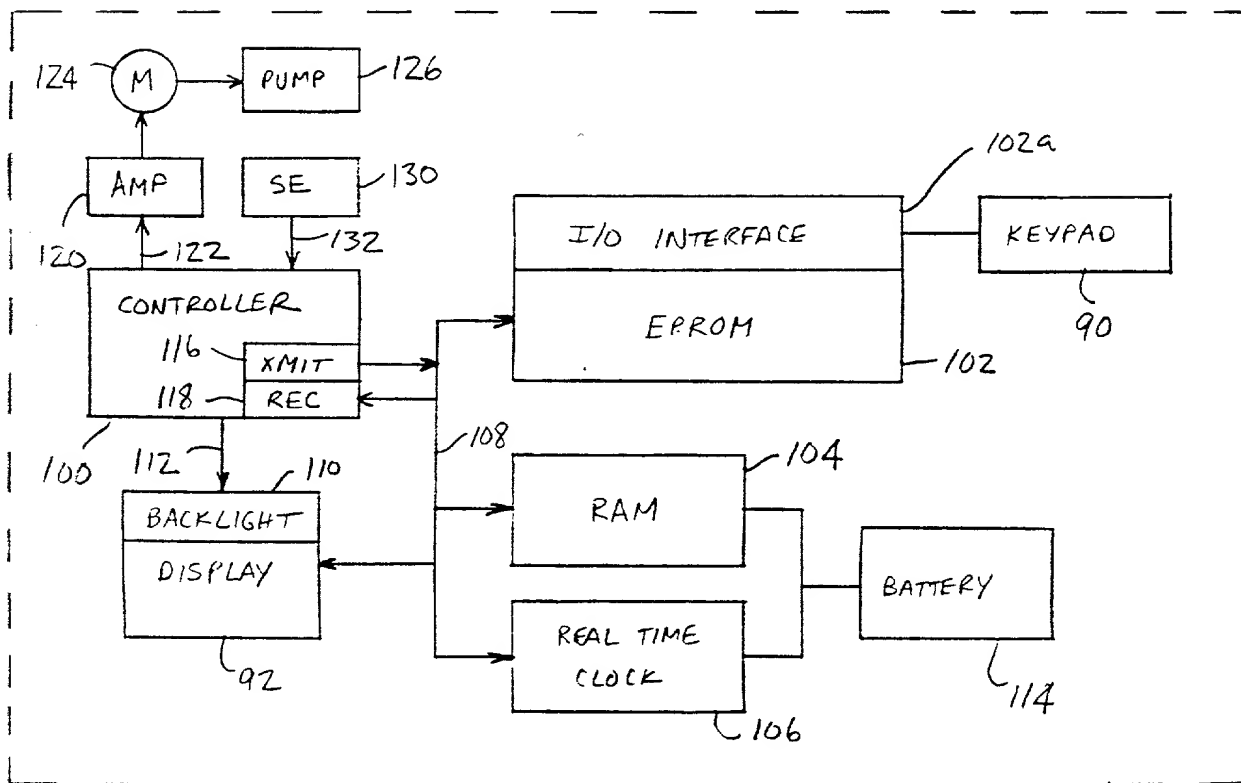 124
M
PUMP
126
AMP
SE
130
120
122
132
CONTROLLER
116
XMIT
118
REC
100
112
110
BACKLIGHT
DISPLAY
92
108
102a
I/O INTERFACE
EPROM
102
KEYPAD
90
104
RAM
REAL TIME
CLOCK
106
BATTERY
114